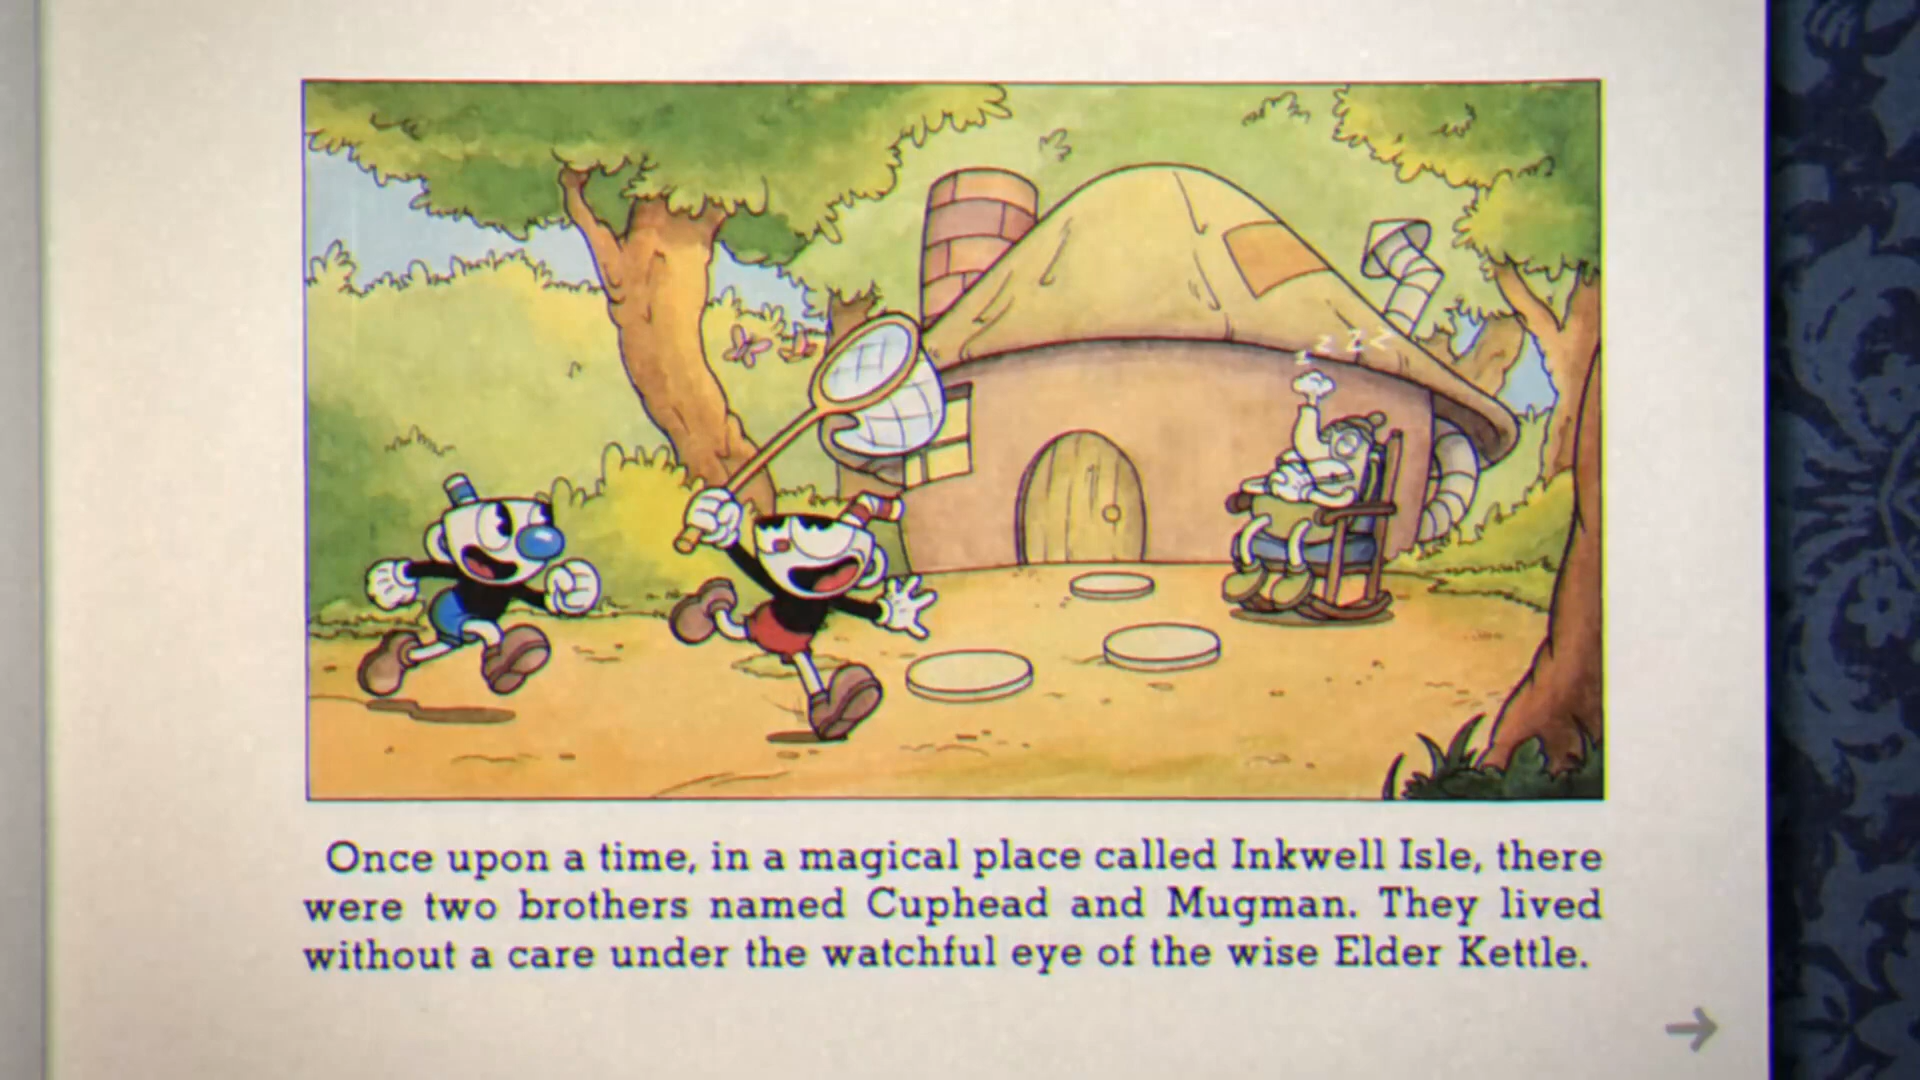 z z z z
Once upon a time, in a magical place called Inkwell Isle, there
were two brothers named Cuphead and Mugman. They lived
without a care under the watchful eye of the wise Elder Kettle.